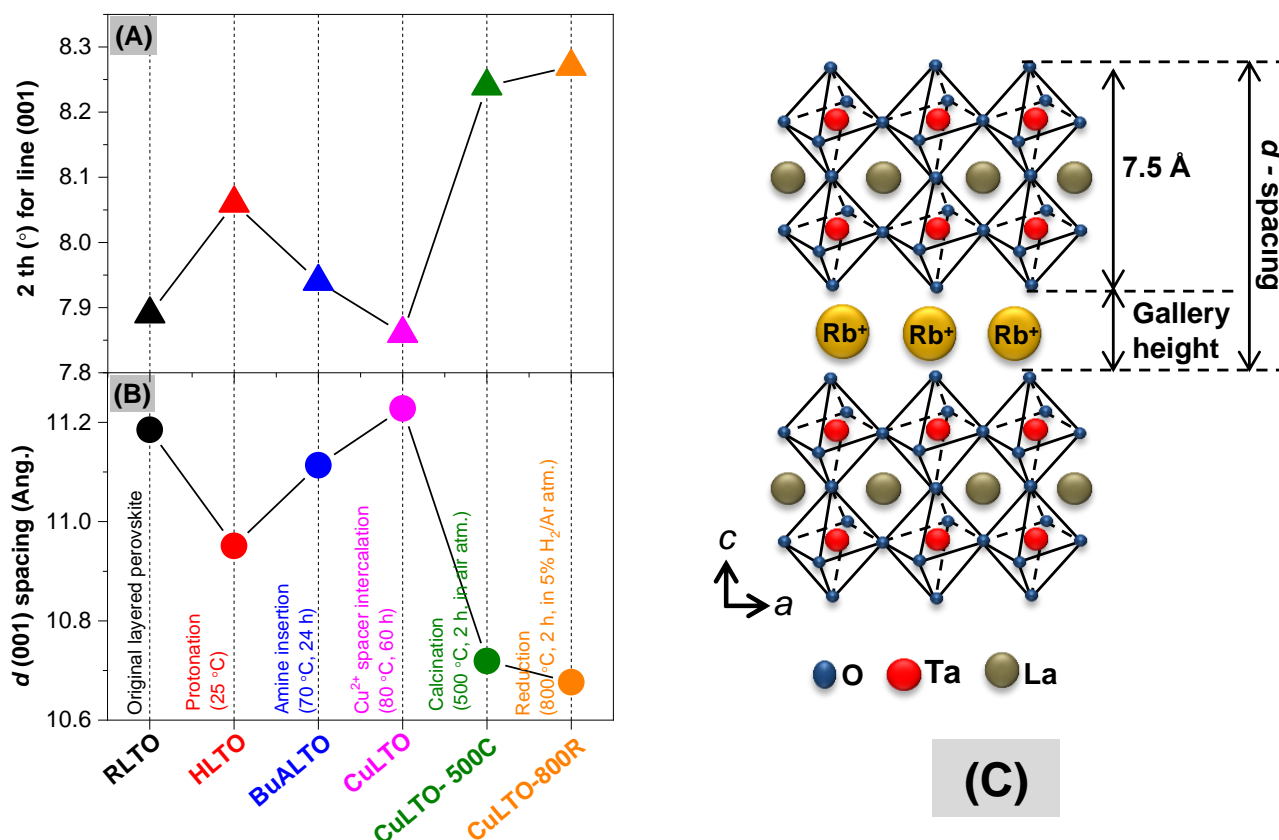 (A)
8.3
8.2
8.1
8.0
7.9
7.8
2 th (°) for line (001)
(B)
11.2
11.0
10.8
10.6
d (001) spacing (Ang.)
Original layered perovskite
Protonation
(25 °C)
Amine insertion
(70 °C, 24 h)
Cu²⁺ spacer intercalation
(80 °C, 60 h)
Calcination
(500 °C, 2 h, in air atm.)
Reduction
(800 °C, 2 h, in 5% H₂/Ar atm.)
RLTO
HLTO
BuALTO
CuLTO
CuLTO- 500C
CuLTO-800R
7.5 Å
d - spacing
Rb⁺ Rb⁺ Rb⁺
Gallery
height
c
a
O Ta La
(C)